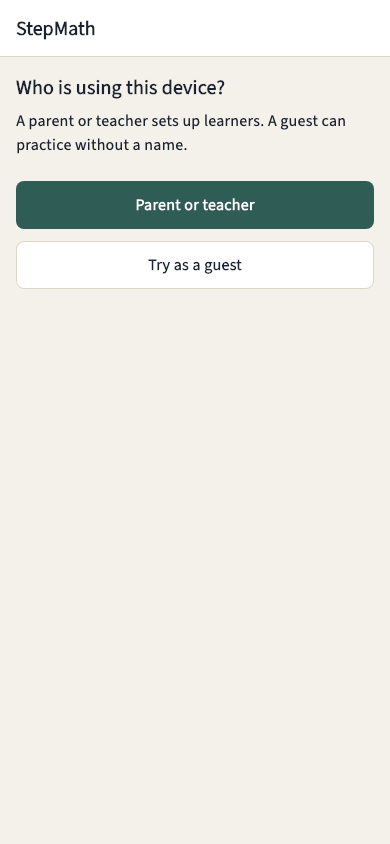 StepMath
Who is using this device?
A parent or teacher sets up learners. A guest can
practice without a name.
Parent or teacher
Try as a guest